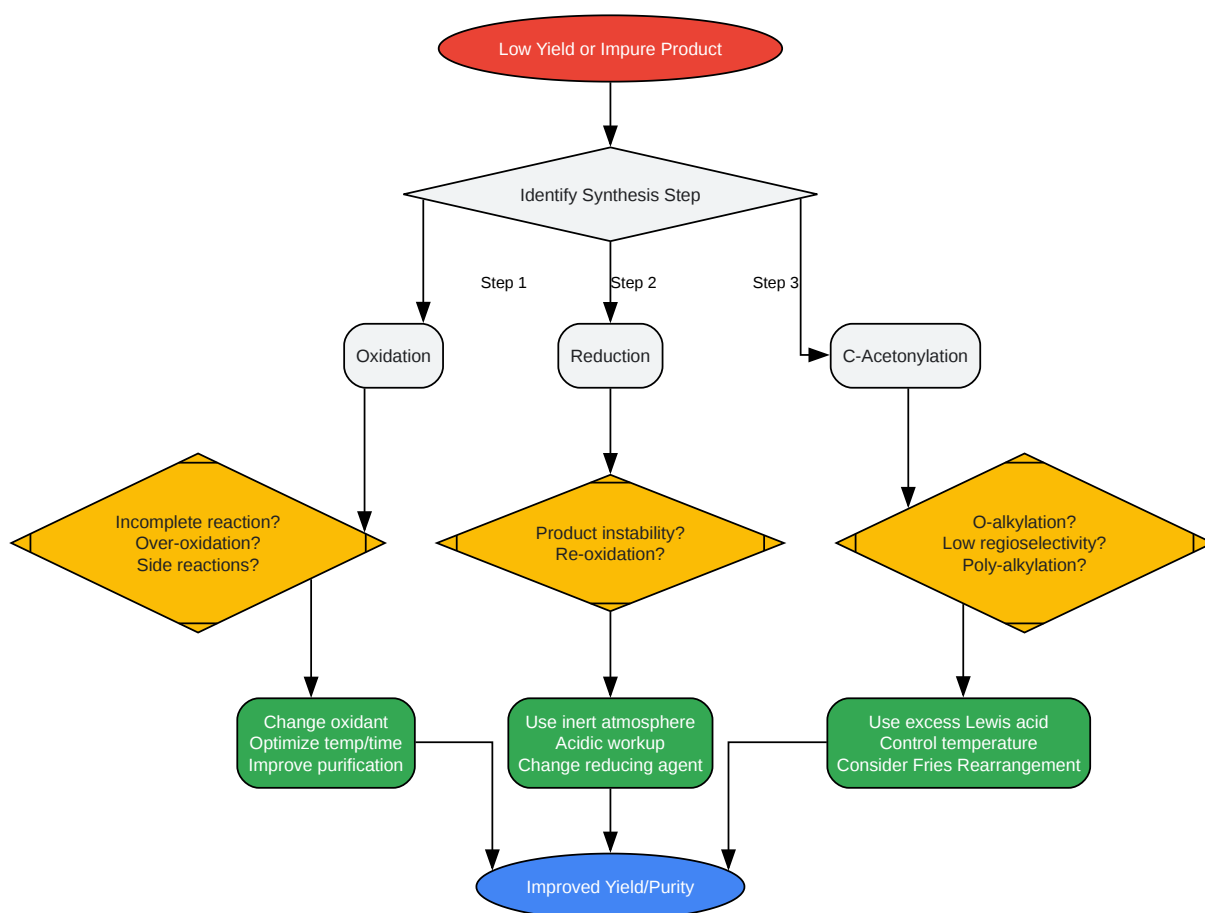 Low Yield or Impure Product
Identify Synthesis Step
Step 1
Step 2
Step 3
Oxidation
Reduction
C-Acetonylation
Incomplete reaction?
Over-oxidation?
Side reactions?
Product instability?
Re-oxidation?
O-alkylation?
Low regioselectivity?
Poly-alkylation?
Change oxidant
Optimize temp/time
Improve purification
Use inert atmosphere
Acidic workup
Change reducing agent
Use excess Lewis acid
Control temperature
Consider Fries Rearrangement
Improved Yield/Purity